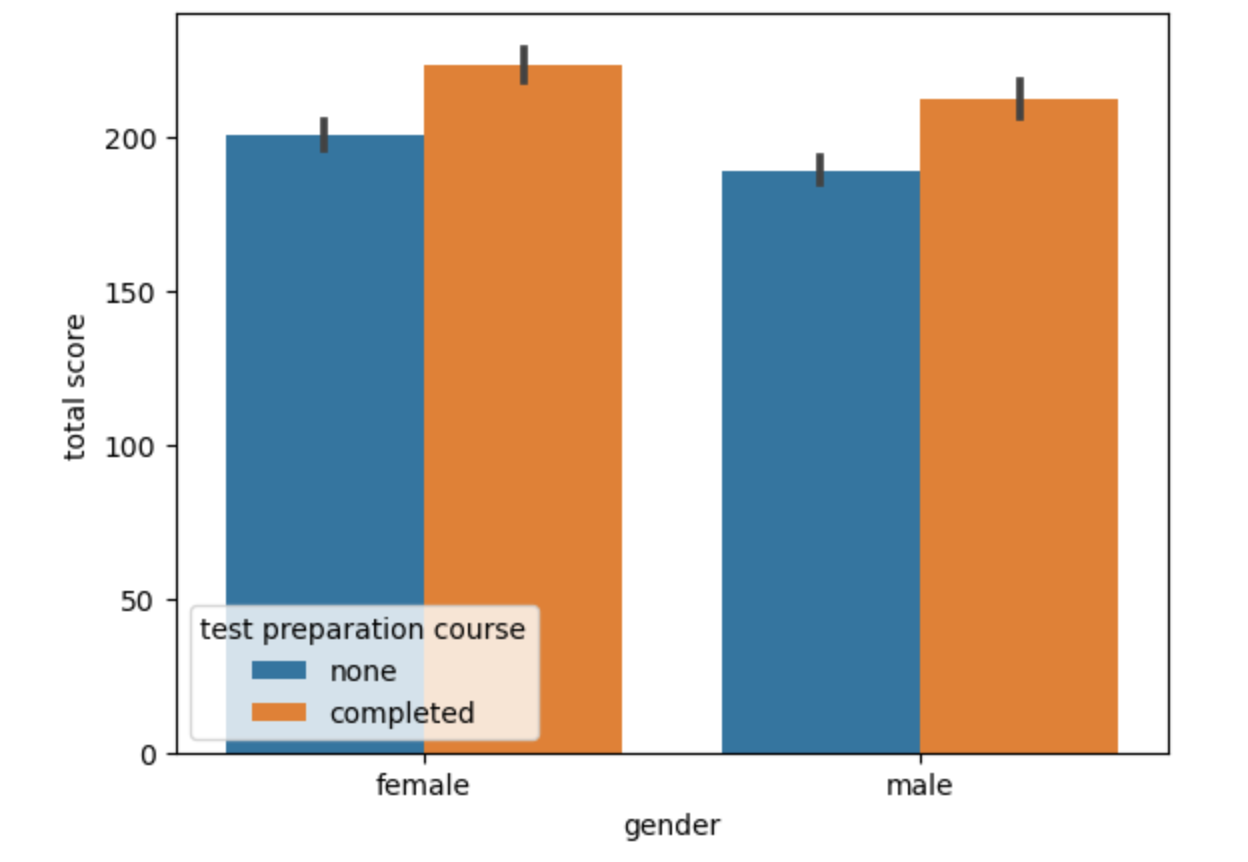 200
150
100
50
0
total score
test preparation course
none
completed
female
male
gender